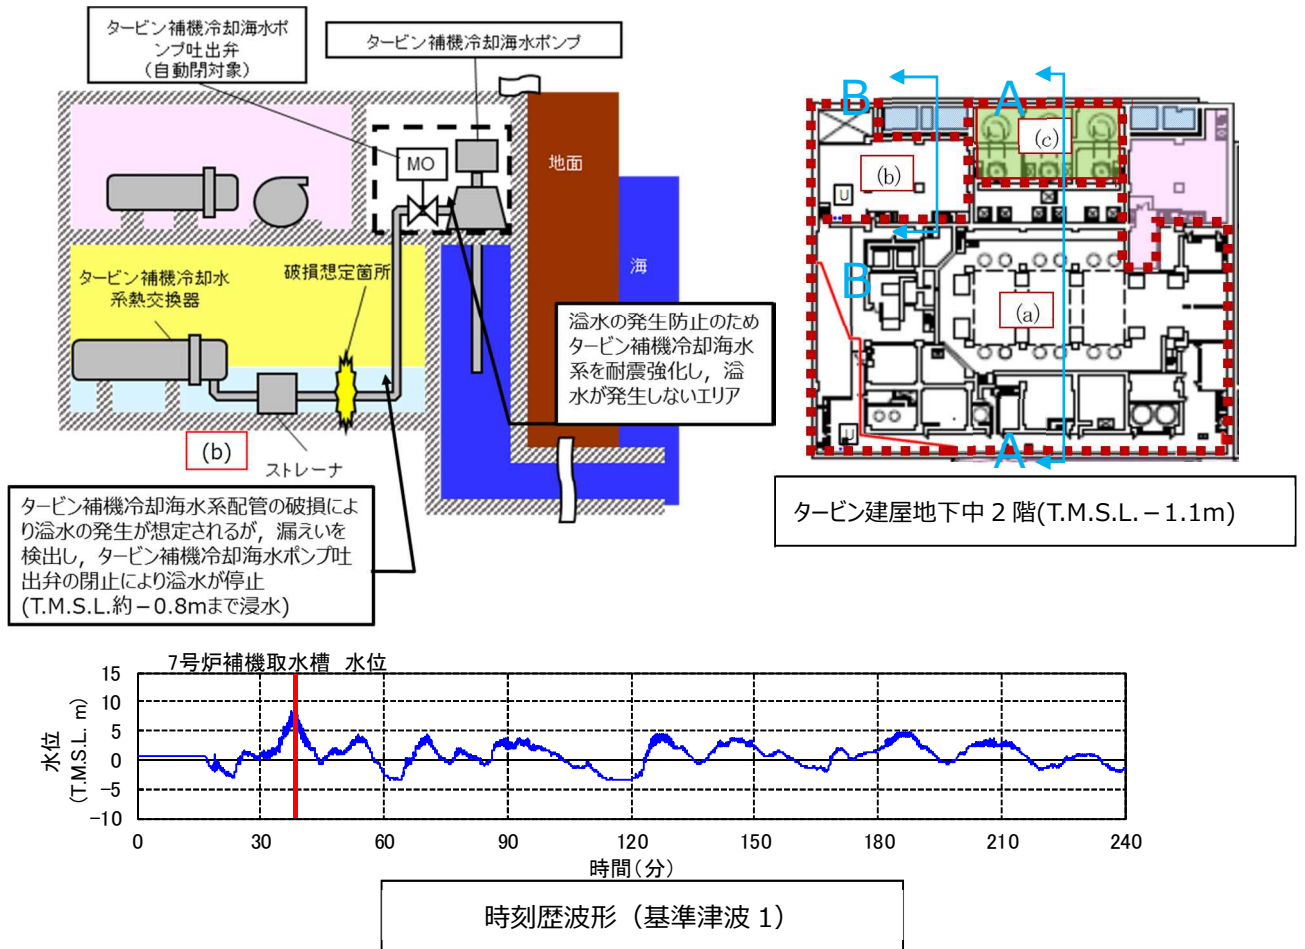 タービン補機冷却海水ポ
ンプ吐出弁
（自動閉対象）
タービン補機冷却海水ポンプ
MO
地面
海
破損想定箇所
タービン補機冷却水
系熱交換器
(b)
ストレーナ
溢水の発生防止のため
タービン補機冷却海水
系を耐震強化し，溢
水が発生しないエリア
タービン補機冷却海水系配管の破損によ
り溢水の発生が想定されるが，漏えいを
検出し，タービン補機冷却海水ポンプ吐
出弁の閉止により溢水が停止
(T.M.S.L.約－0.8mまで浸水)
B
A
(c)
(b)
U
B
(a)
U
A
タービン建屋地下中２階(T.M.S.L.－1.1m)
7号炉補機取水槽 水位
水位
(T.M.S.L. m)
15
10
5
0
-5
-10
0
30
60
90
120
150
180
210
240
時間（分）
時刻歴波形（基準津波１）